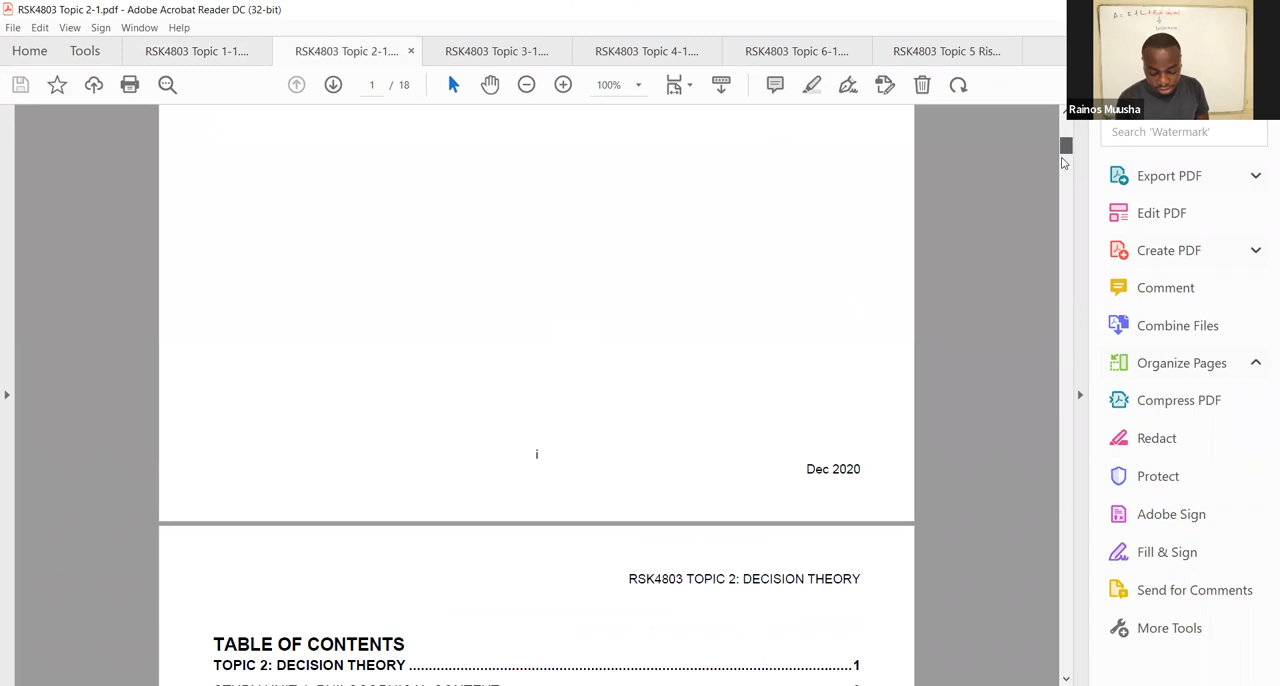 RSK4803 Topic 2-1.pdf - Adobe Acrobat Reader DC (32-bit)
File Edit View Sign Window Help
Home Tools RSK4803 Topic 1-1.... RSK4803 Topic 2-1.... × RSK4803 Topic 3-1.... RSK4803 Topic 4-1.... RSK4803 Topic 6-1.... RSK4803 Topic 5 Ris...
1 / 18 100%
Rainos Muusha
Search 'Watermark'
Export PDF
Edit PDF
Create PDF
Comment
Combine Files
Organize Pages
Compress PDF
Redact
Protect
Adobe Sign
Fill & Sign
Send for Comments
More Tools
i
Dec 2020
RSK4803 TOPIC 2: DECISION THEORY
TABLE OF CONTENTS
TOPIC 2: DECISION THEORY ....................................................................................................1